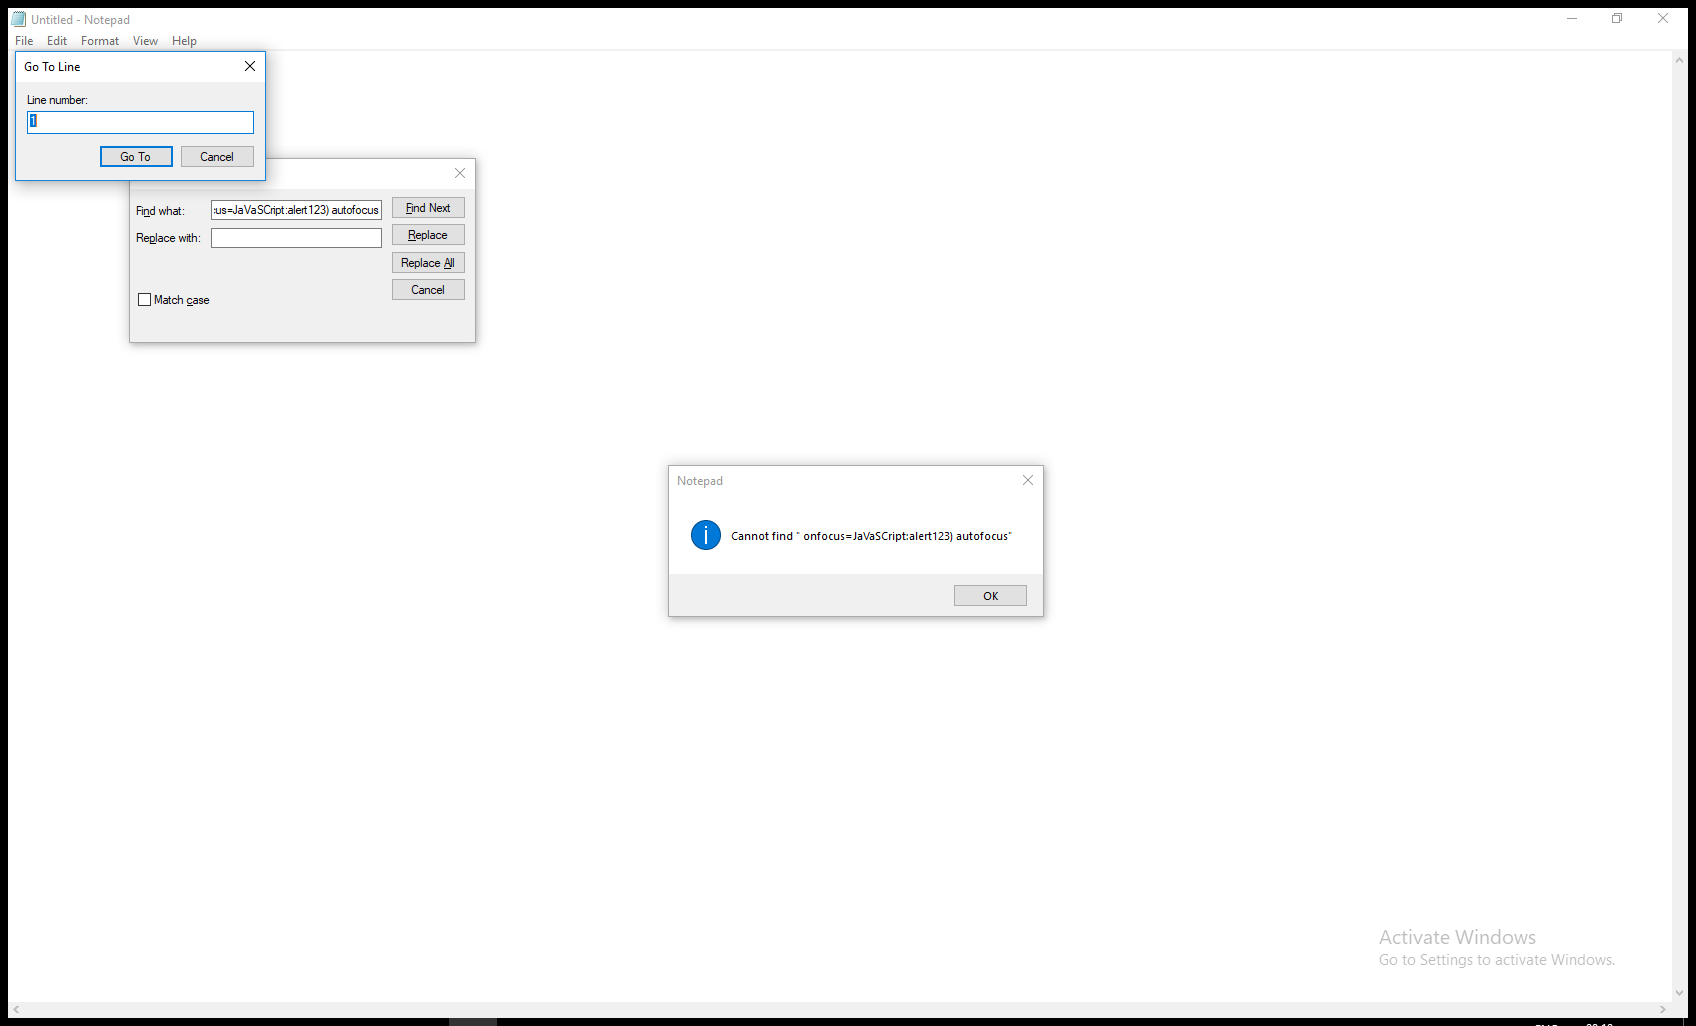 Untitled - Notepad
File Edit Format View Help
Go To Line
Line number:
1
Go To Cancel
Find what: :us=JaVaSCript:alert123) autofocus Find Next
Replace with: Replace
Replace All
Cancel
Match case
Notepad
Cannot find " onfocus=JaVaSCript:alert123) autofocus"
OK
Activate Windows
Go to Settings to activate Windows.